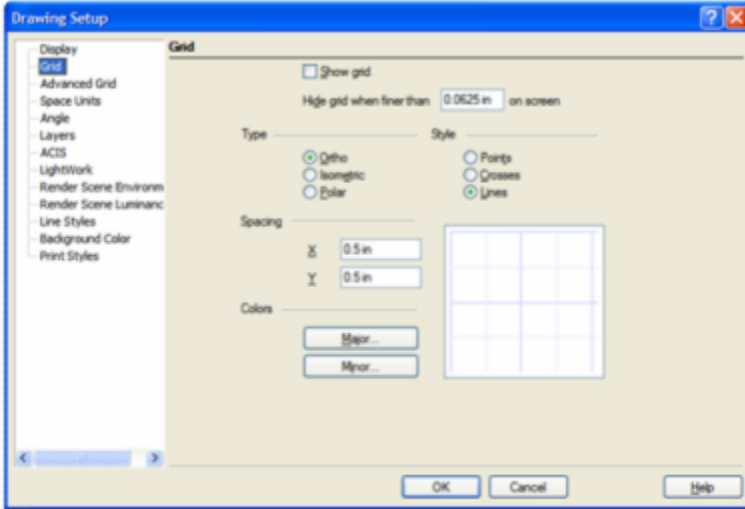 Drawing Setup
Display
Grid
Advanced Grid
Space Units
Angle
Layers
ACIS
LightWork
Render Scene Environm
Render Scene Luminanc
Line Styles
Background Color
Print Styles
Grid
Show grid
Hide grid when finer than 0.0625 in on screen
Type
Ortho
Isometric
Polar
Style
Points
Crosses
Lines
Spacing
X 0.5 in
Y 0.5 in
Colors
Major...
Minor...
OK
Cancel
Help